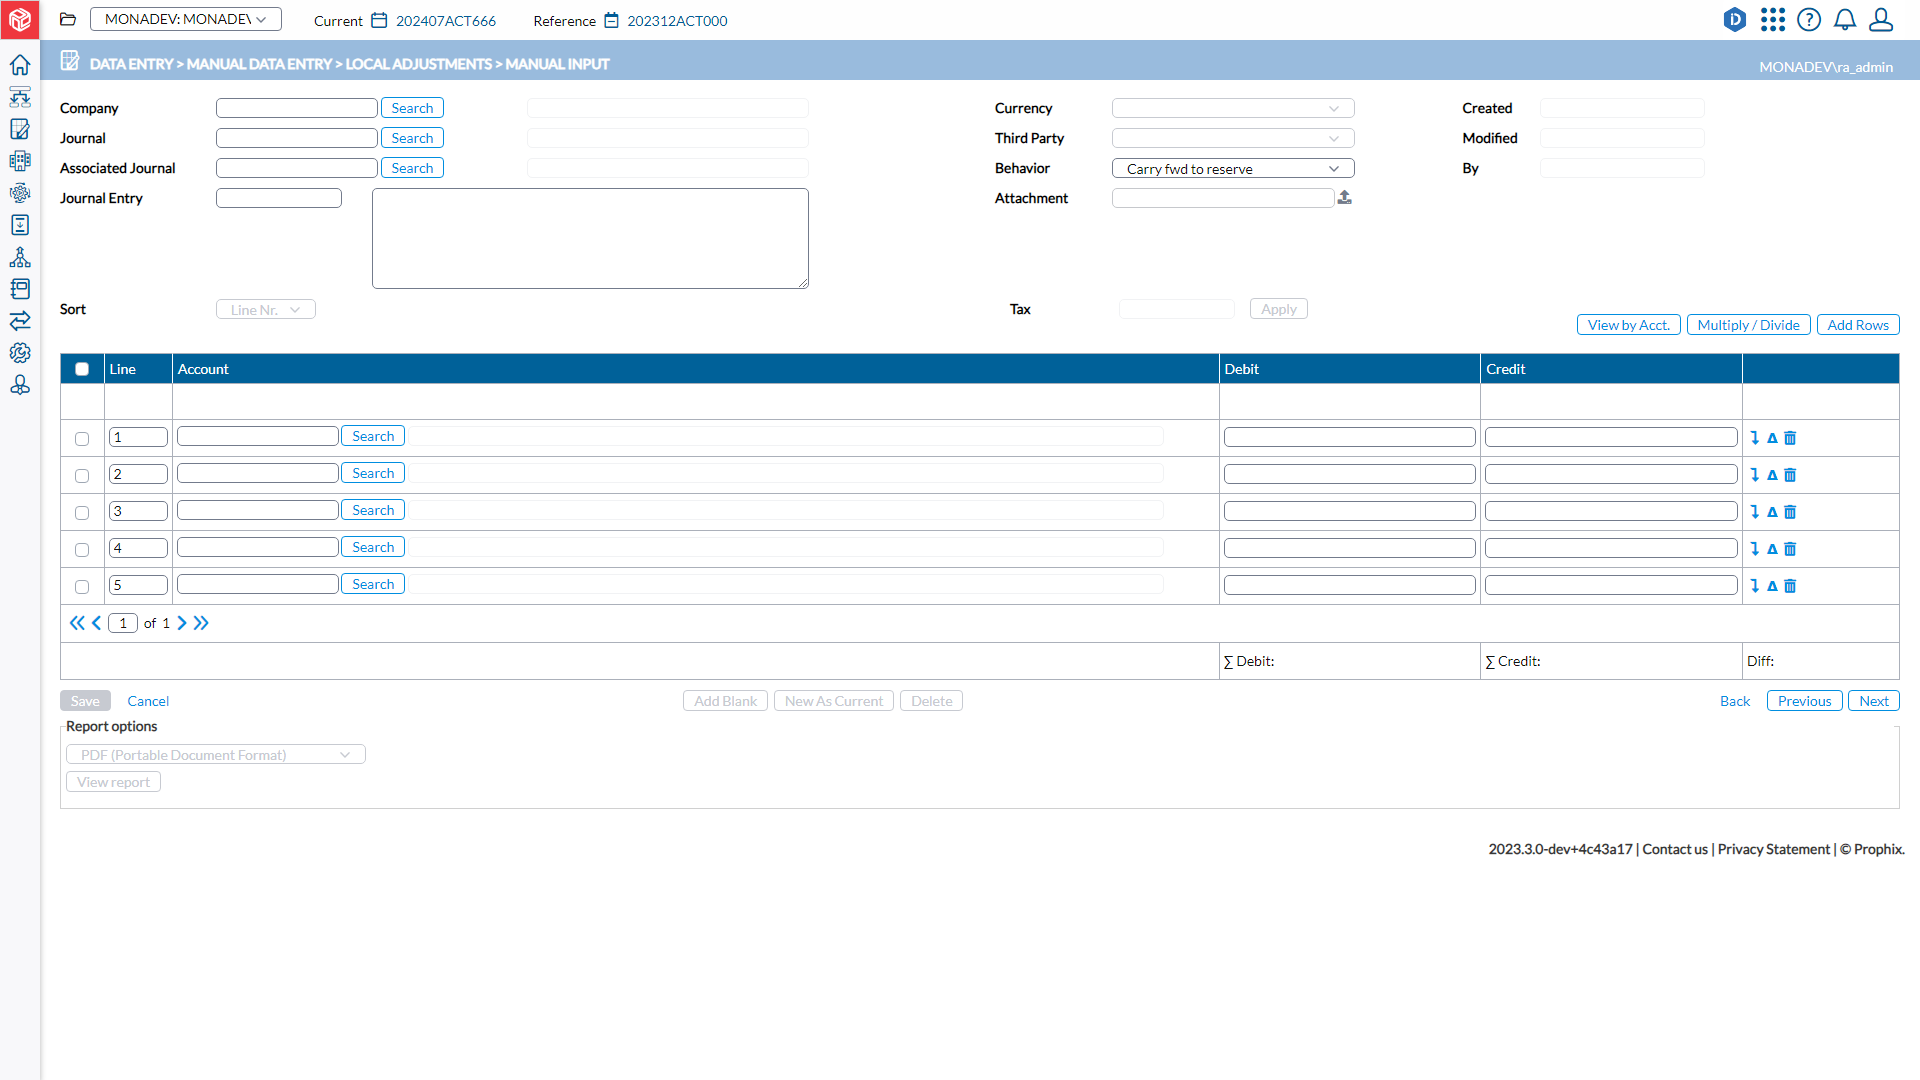 MONADEV: MONADEV Current 202407ACT666 Reference 202312ACT000
DATA ENTRY > MANUAL DATA ENTRY > LOCAL ADJUSTMENTS > MANUAL INPUT
MONADEV\ra_admin
Company Search Currency Created
Journal Search Third Party Modified
Associated Journal Search Behavior Carry fwd to reserve By
Journal Entry Attachment
Sort Line Nr. Tax Apply
View by Acct. Multiply / Divide Add Rows
Line Account Debit Credit
1 Search
2 Search
3 Search
4 Search
5 Search
1 of 1
∑ Debit: ∑ Credit: Diff:
Save Cancel Add Blank New As Current Delete Back Previous Next
Report options
PDF (Portable Document Format)
View report
2023.3.0-dev+4c43a17 | Contact us | Privacy Statement | © Prophix.